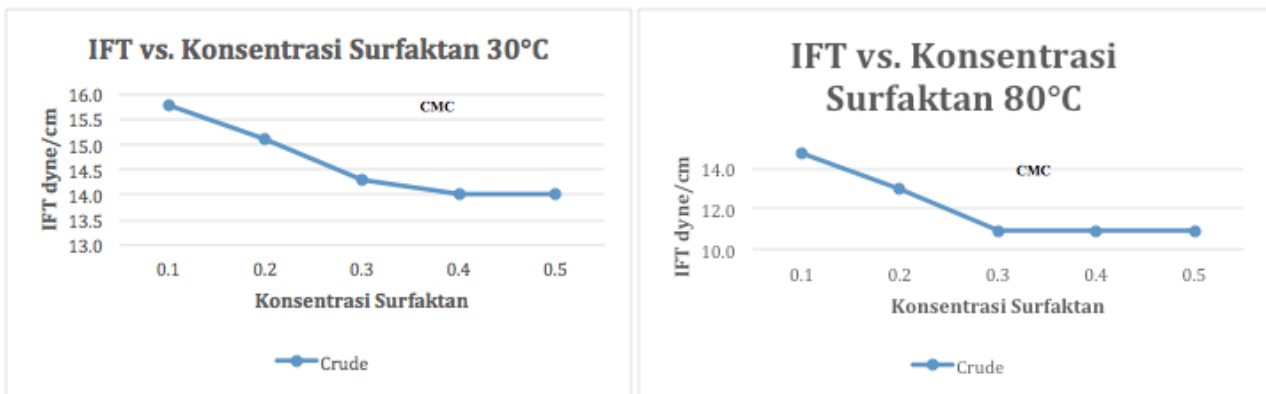 IFT vs. Konsentrasi Surfaktan 30°C
CMC
IFT dyne/cm
16.0
15.5
15.0
14.5
14.0
13.5
13.0
0.1 0.2 0.3 0.4 0.5
Konsentrasi Surfaktan
Crude
IFT vs. Konsentrasi
Surfaktan 80°C
CMC
IFT dyne/cm
14.0
12.0
10.0
0.1 0.2 0.3 0.4 0.5
Konsentrasi Surfaktan
Crude